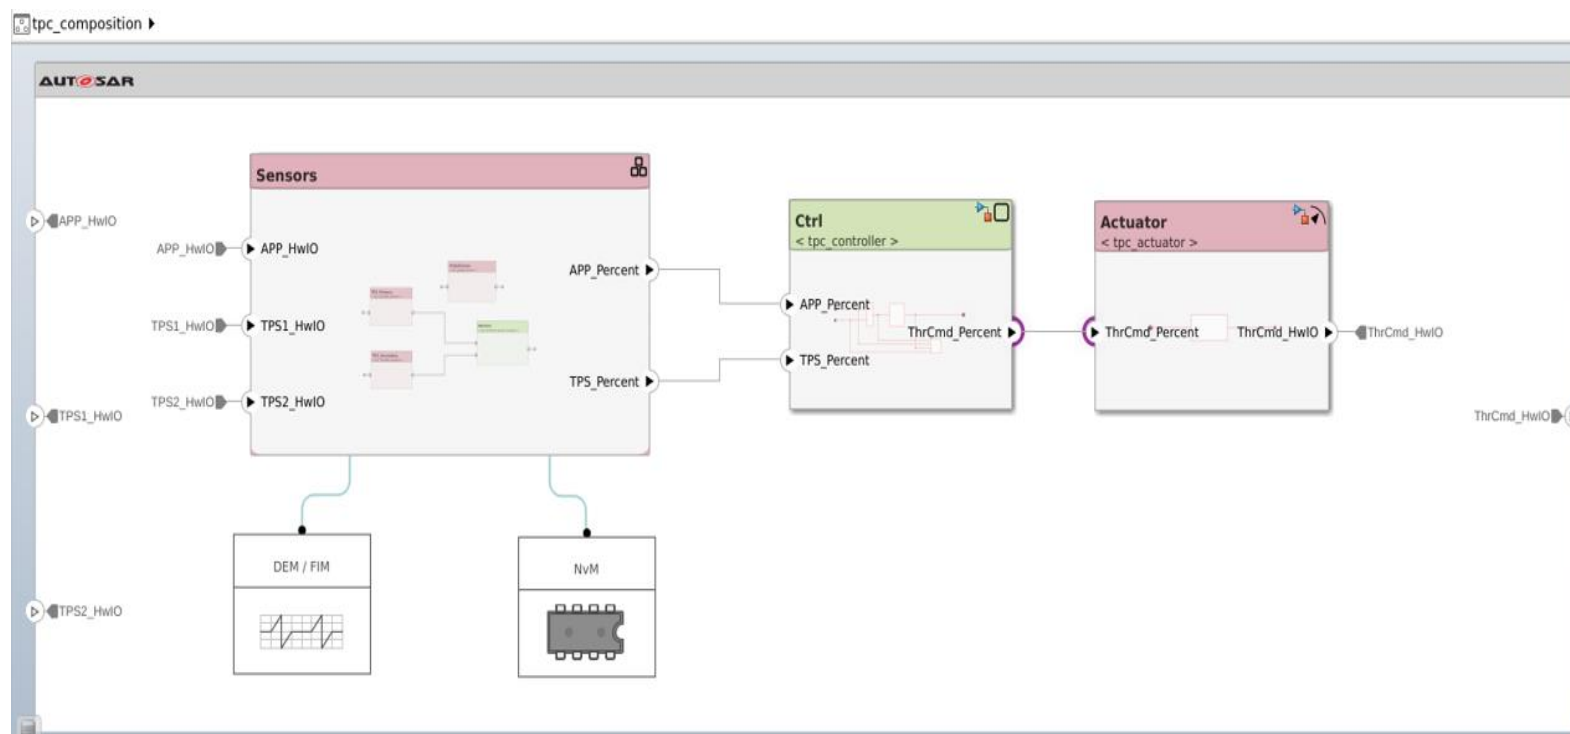 tpc_composition
AUTOSAR
Sensors
APP_HwIO
APP_HwIO
APP_HwIO
TPS1_HwIO
TPS1_HwIO
TPS2_HwIO
TPS2_HwIO
APP_Percent
TPS_Percent
Ctrl
< tpc_controller >
APP_Percent
ThrCmd_Percent
TPS_Percent
Actuator
< tpc_actuator >
ThrCmd_Percent
ThrCmd_HwIO
ThrCmd_HwIO
TPS1_HwIO
ThrCmd_HwIO
DEM / FIM
NvM
TPS2_HwIO